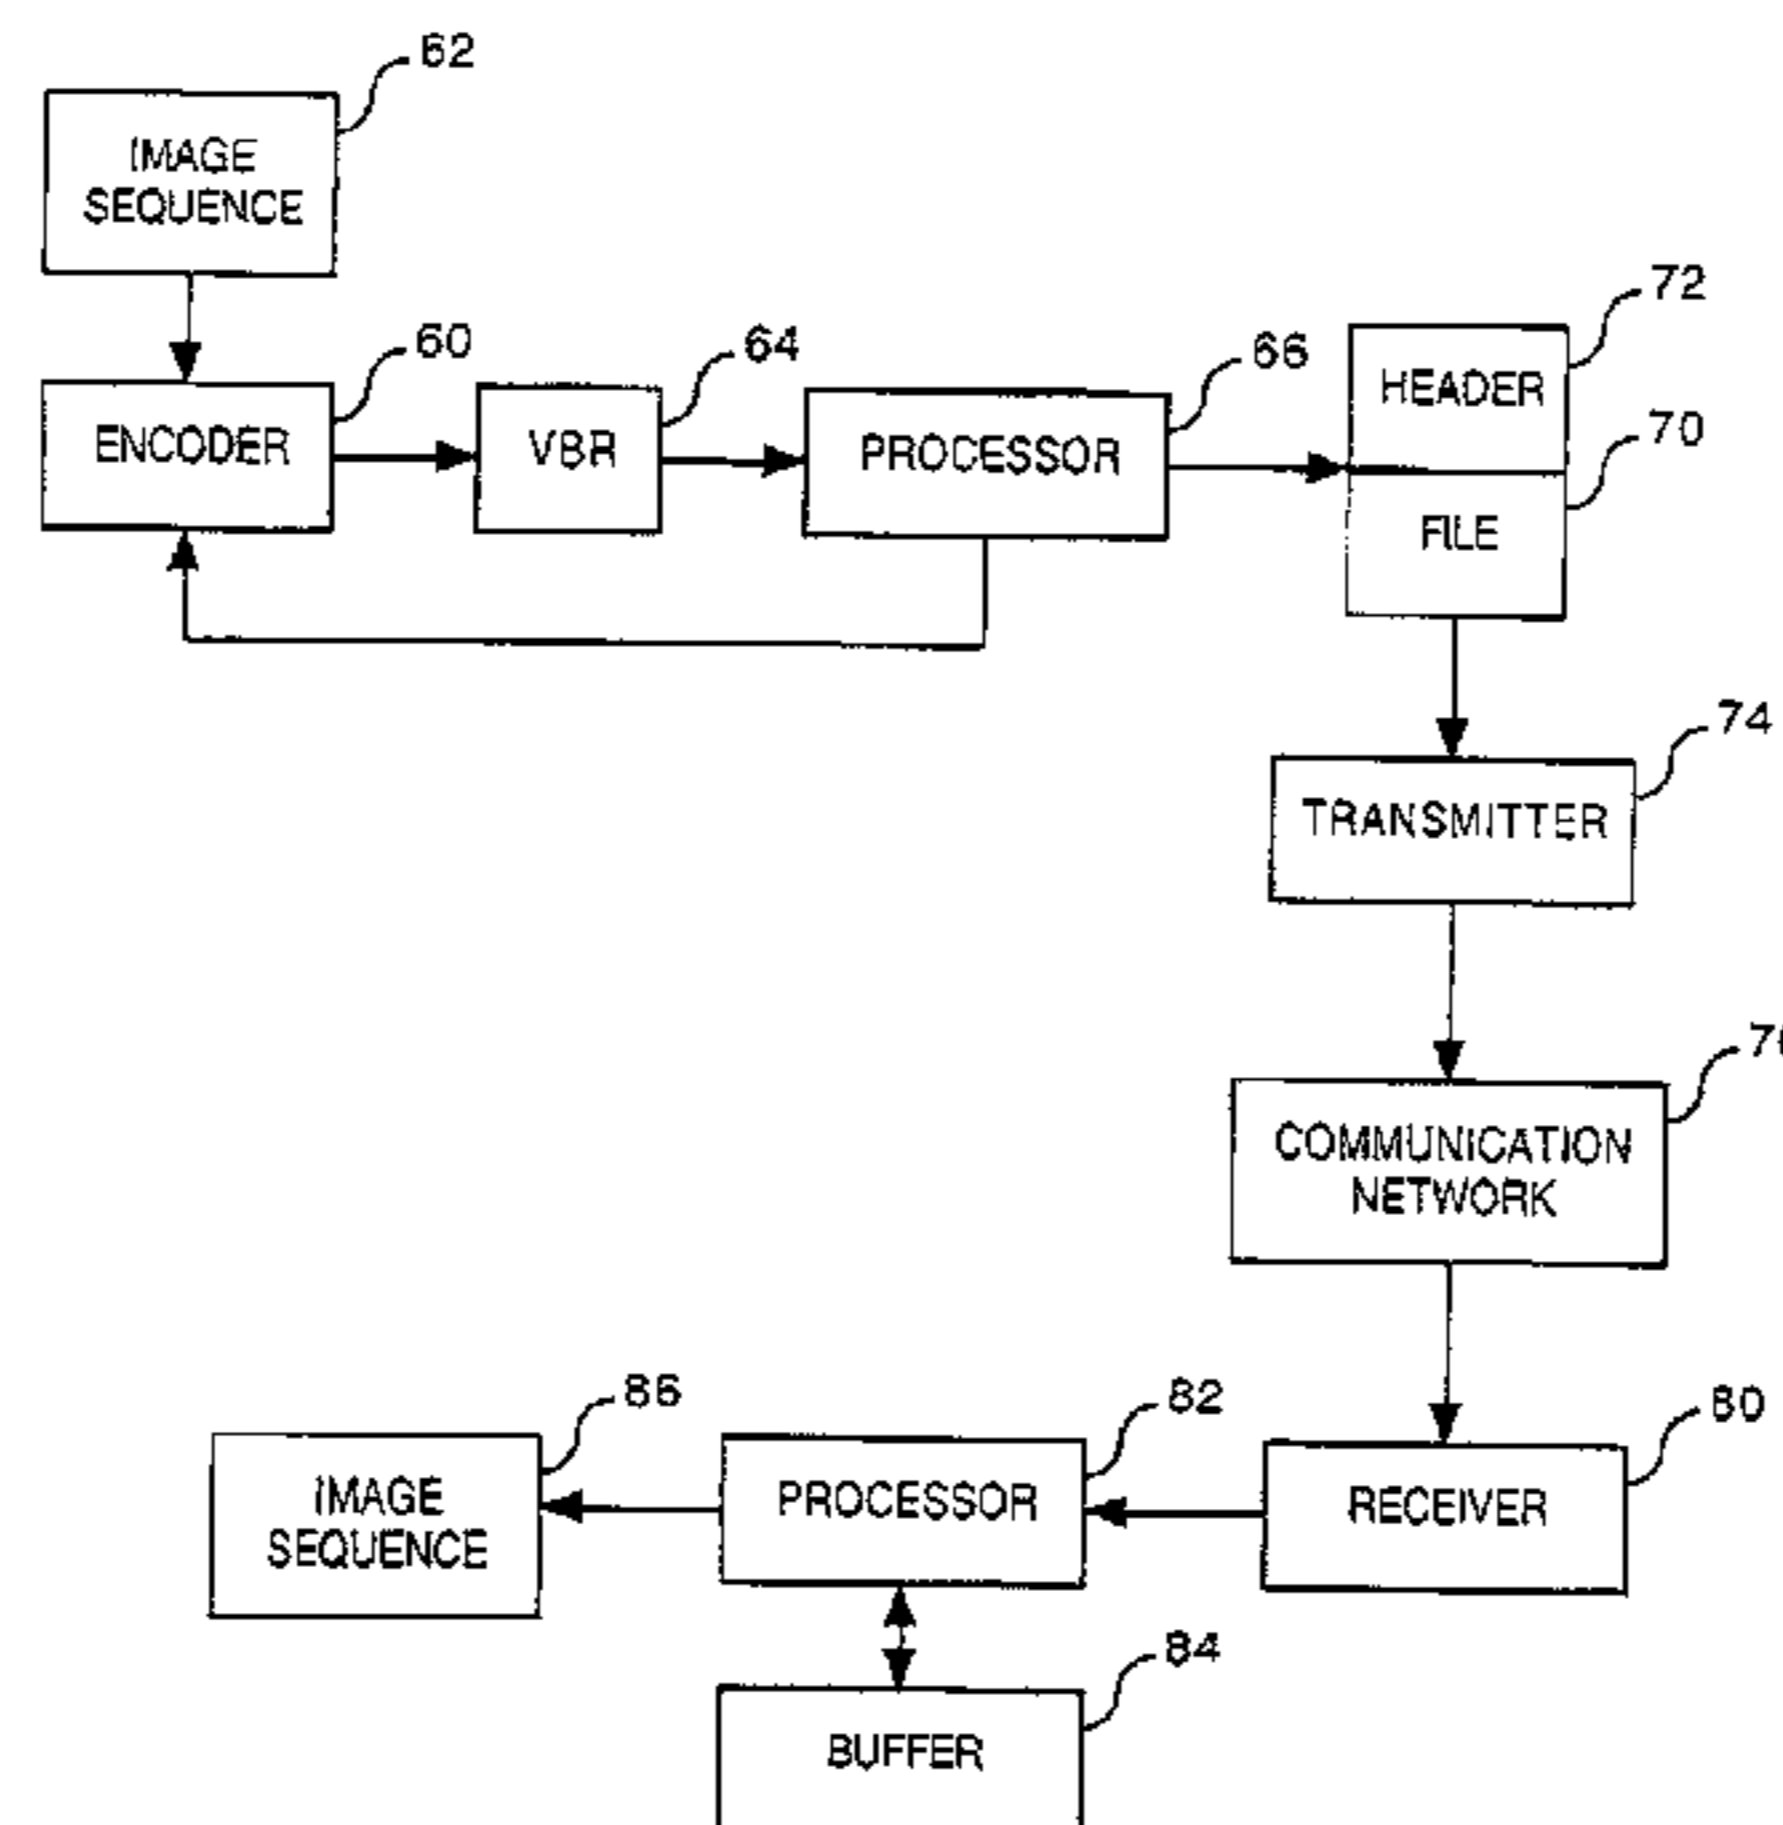 62
IMAGE
SEQUENCE
60
ENCODER
64
VBR
66
PROCESSOR
72
HEADER
70
FILE
74
TRANSMITTER
COMMUNICATION
NETWORK
86
IMAGE
SEQUENCE
82
PROCESSOR
80
RECEIVER
84
BUFFER